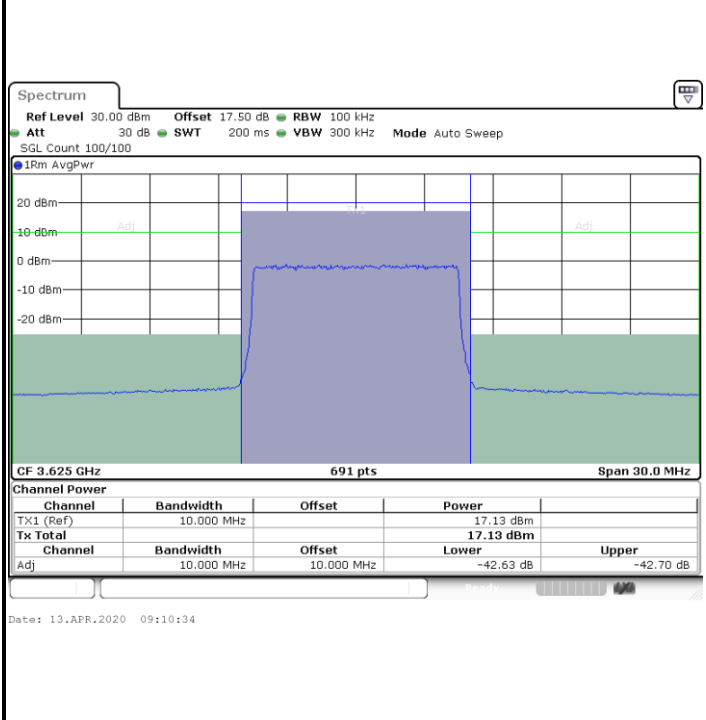 Spectrum
Ref Level 30.00 dBm Offset 17.50 dB RBW 100 kHz
Att 30 dB SWT 200 ms VBW 300 kHz Mode Auto Sweep
SGL Count 100/100
1Rm AvgPwr
20 dBm
TX1
Adj
Adj
10 dBm
0 dBm
-10 dBm
-20 dBm
CF 3.625 GHz 691 pts Span 30.0 MHz
Channel Power
Channel Bandwidth Offset Power
TX1 (Ref) 10.000 MHz 17.13 dBm
Tx Total 17.13 dBm
Channel Bandwidth Offset Lower Upper
Adj 10.000 MHz 10.000 MHz -42.63 dB -42.70 dB
Ready
Date: 13.APR.2020 09:10:34